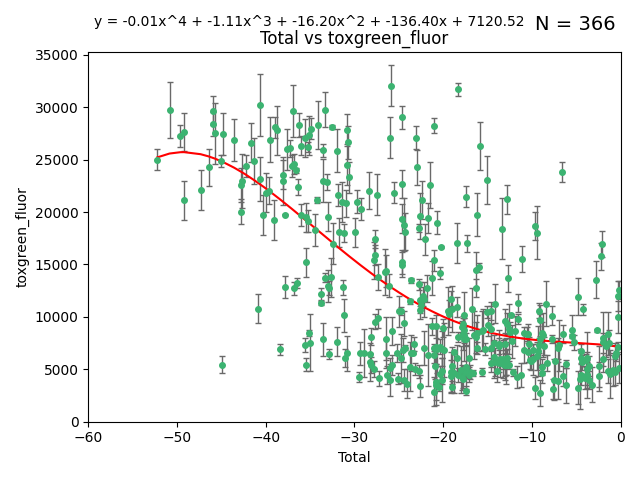 y = -0.01x^4 + -1.11x^3 + -16.20x^2 + -136.40x + 7120.52 N = 366
Total vs toxgreen_fluor
35000
30000
25000
20000
15000
10000
5000
0
toxgreen_fluor
−60 −50 −40 −30 −20 −10 0
Total